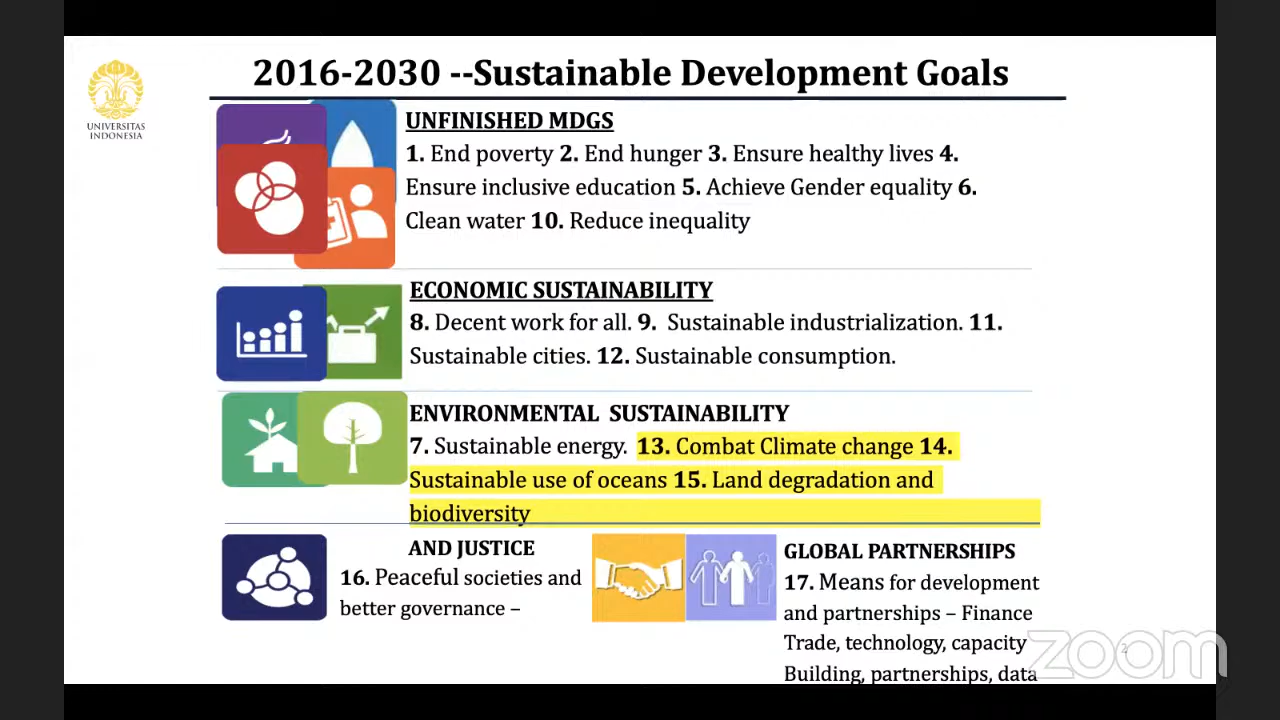 2016-2030 --Sustainable Development Goals
UNIVERSITAS
INDONESIA
UNFINISHED MDGS
1. End poverty 2. End hunger 3. Ensure healthy lives 4.
Ensure inclusive education 5. Achieve Gender equality 6.
Clean water 10. Reduce inequality
ECONOMIC SUSTAINABILITY
8. Decent work for all. 9. Sustainable industrialization. 11.
Sustainable cities. 12. Sustainable consumption.
ENVIRONMENTAL SUSTAINABILITY
7. Sustainable energy. 13. Combat Climate change 14.
Sustainable use of oceans 15. Land degradation and
biodiversity
AND JUSTICE
16. Peaceful societies and
better governance –
GLOBAL PARTNERSHIPS
17. Means for development
and partnerships – Finance
Trade, technology, capacity
Building, partnerships, data
2
zoom